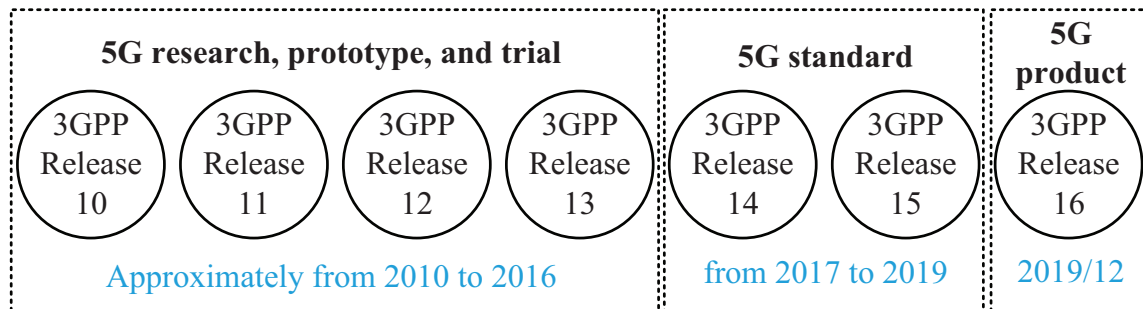 5G research, prototype, and trial
3GPP
Release
10
3GPP
Release
11
3GPP
Release
12
3GPP
Release
13
Approximately from 2010 to 2016
5G standard
3GPP
Release
14
3GPP
Release
15
from 2017 to 2019
5G
product
3GPP
Release
16
2019/12